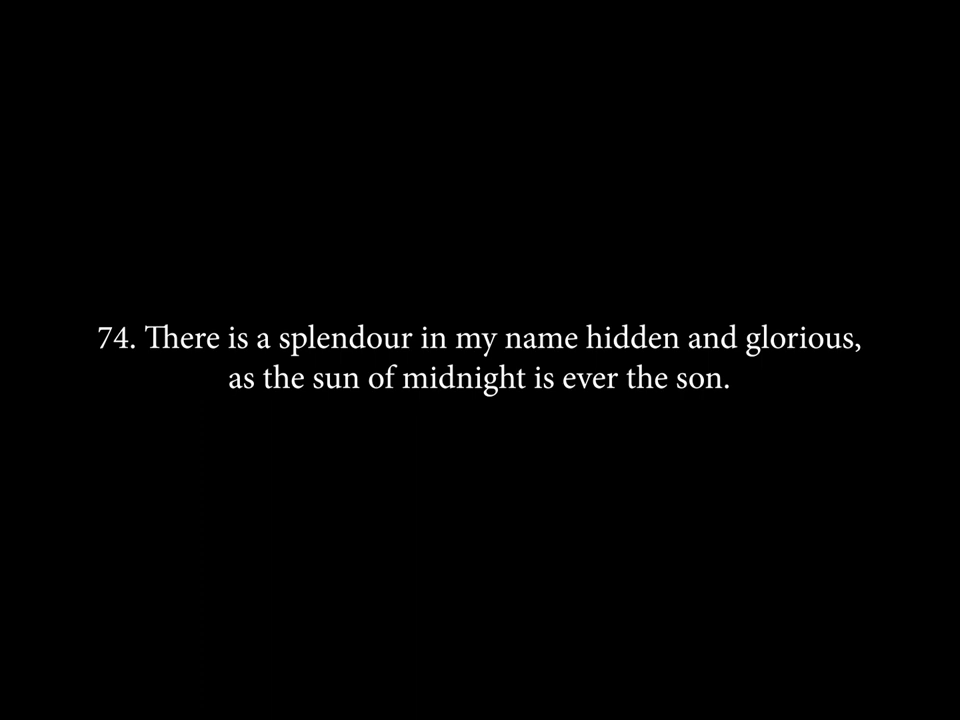 74. There is a splendour in my name hidden and glorious,
as the sun of midnight is ever the son.